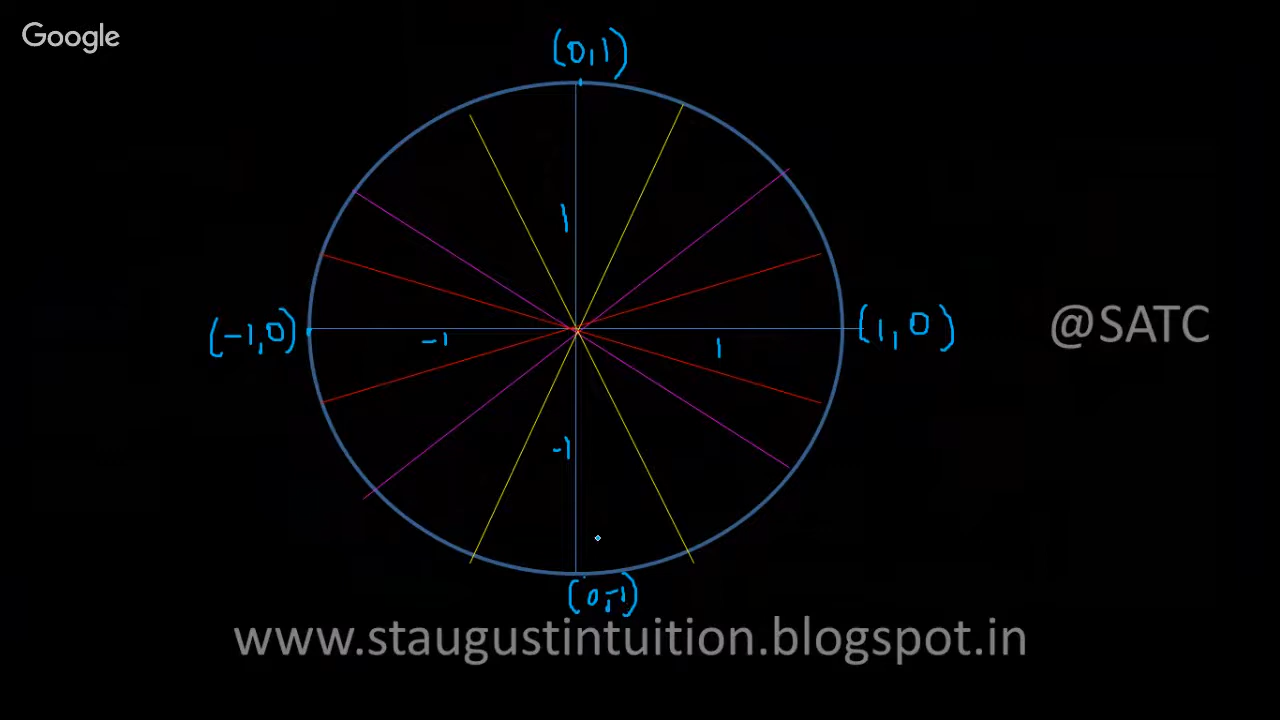 Google
(0,1)
1
(-1,0)
-1
1
(1,0)
@SATC
-1
(0,-1)
www.staugustintuition.blogspot.in